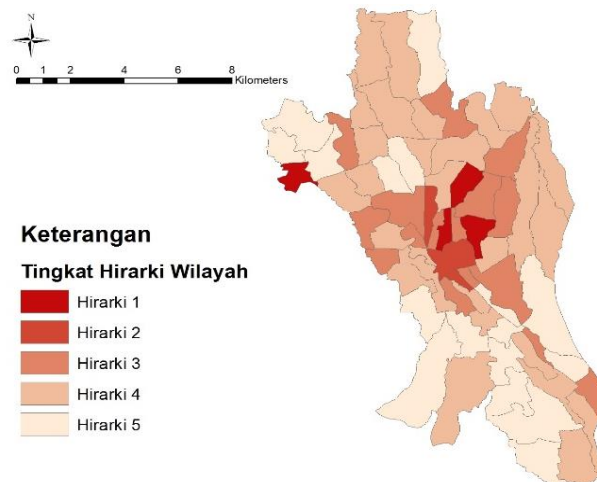 N
0 1 2 4 6 8
Kilometers
Keterangan
Tingkat Hirarki Wilayah
Hirarki 1
Hirarki 2
Hirarki 3
Hirarki 4
Hirarki 5